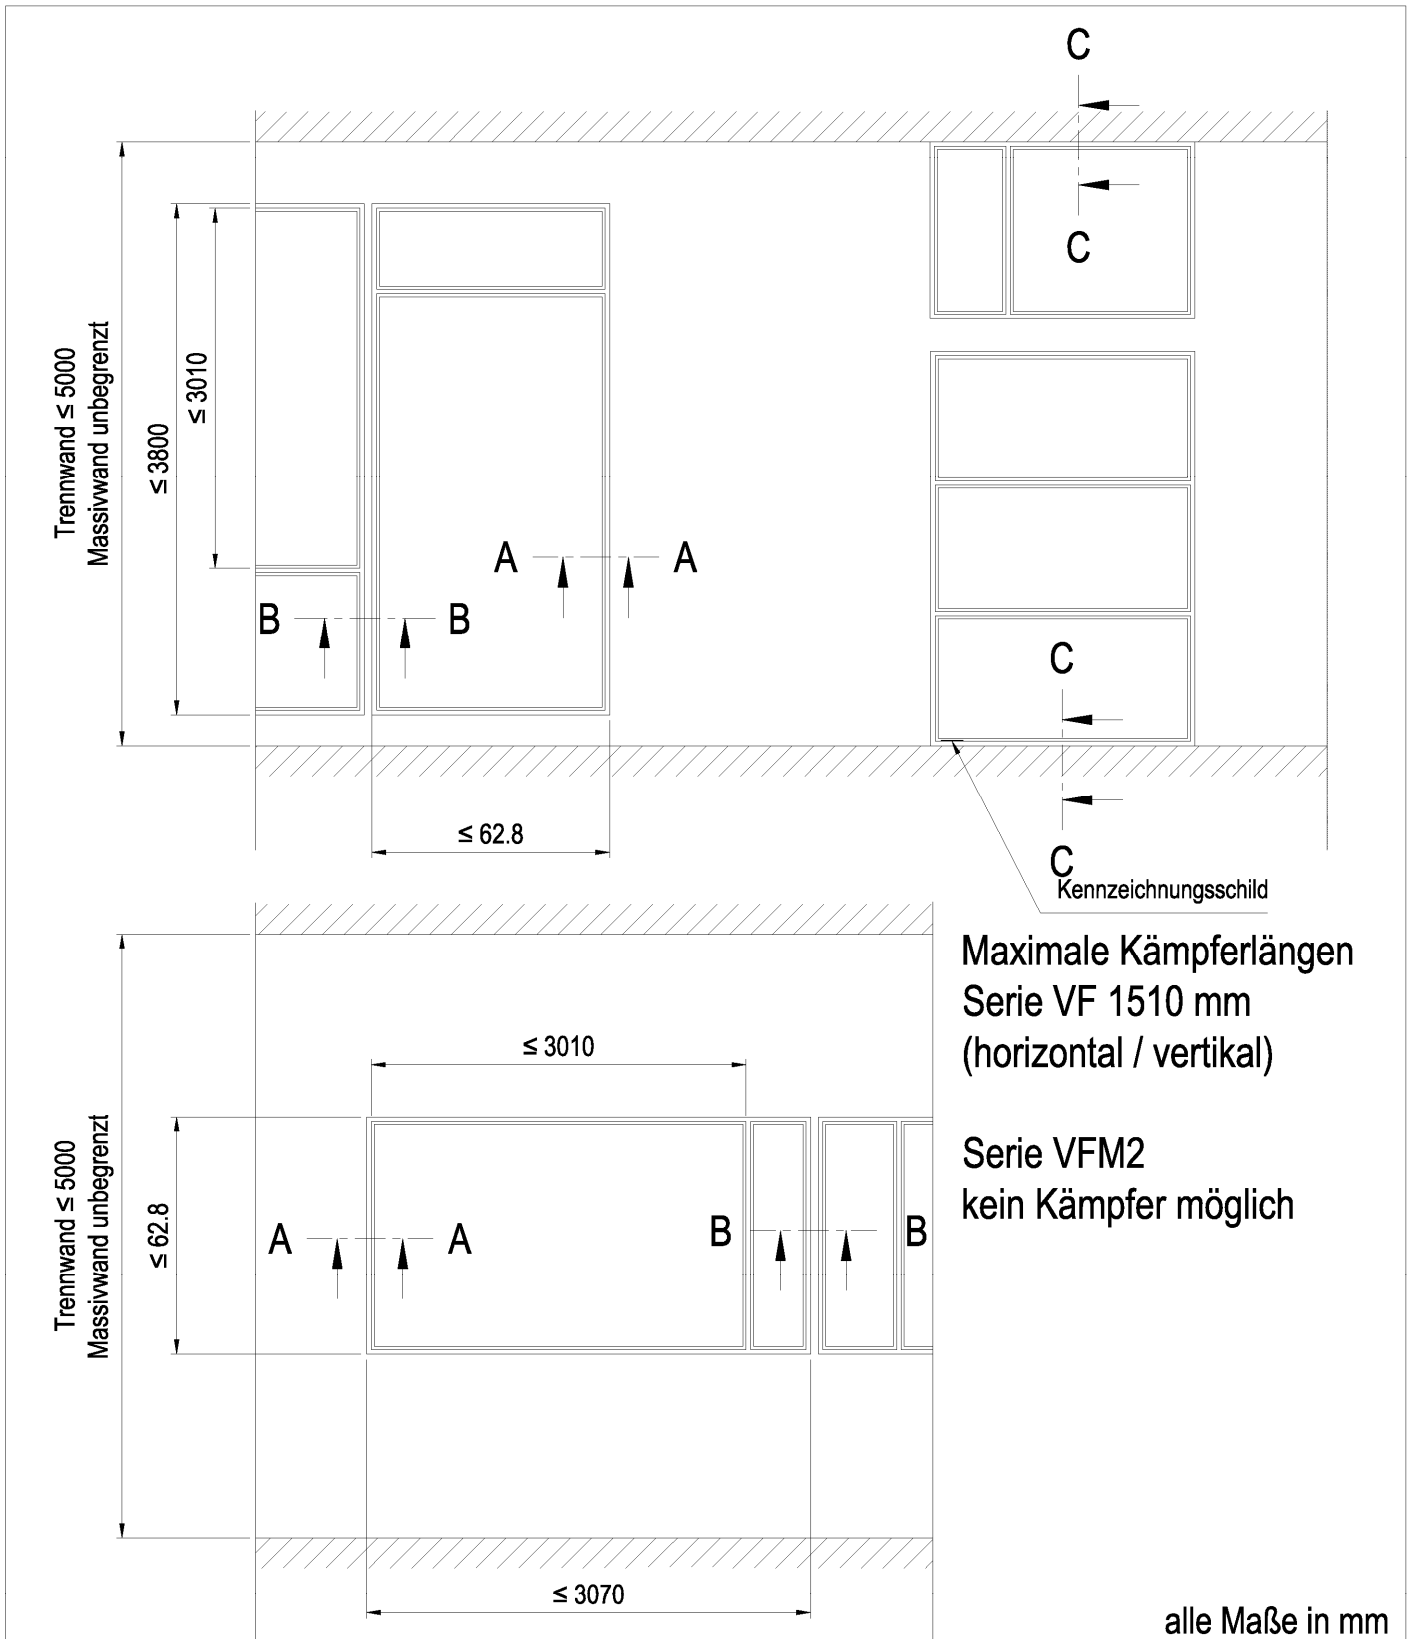 C
C
Trennwand ≤ 5000
Massivwand unbegrenzt
≤ 3800
≤ 3010
A
A
B
B
C
≤ 62.8
C
Kennzeichnungsschild
Maximale Kämpferlängen
Serie VF 1510 mm
(horizontal / vertikal)
Serie VFM2
kein Kämpfer möglich
≤ 3010
Trennwand ≤ 5000
Massivwand unbegrenzt
≤ 62.8
A
A
B
B
≤ 3070
alle Maße in mm